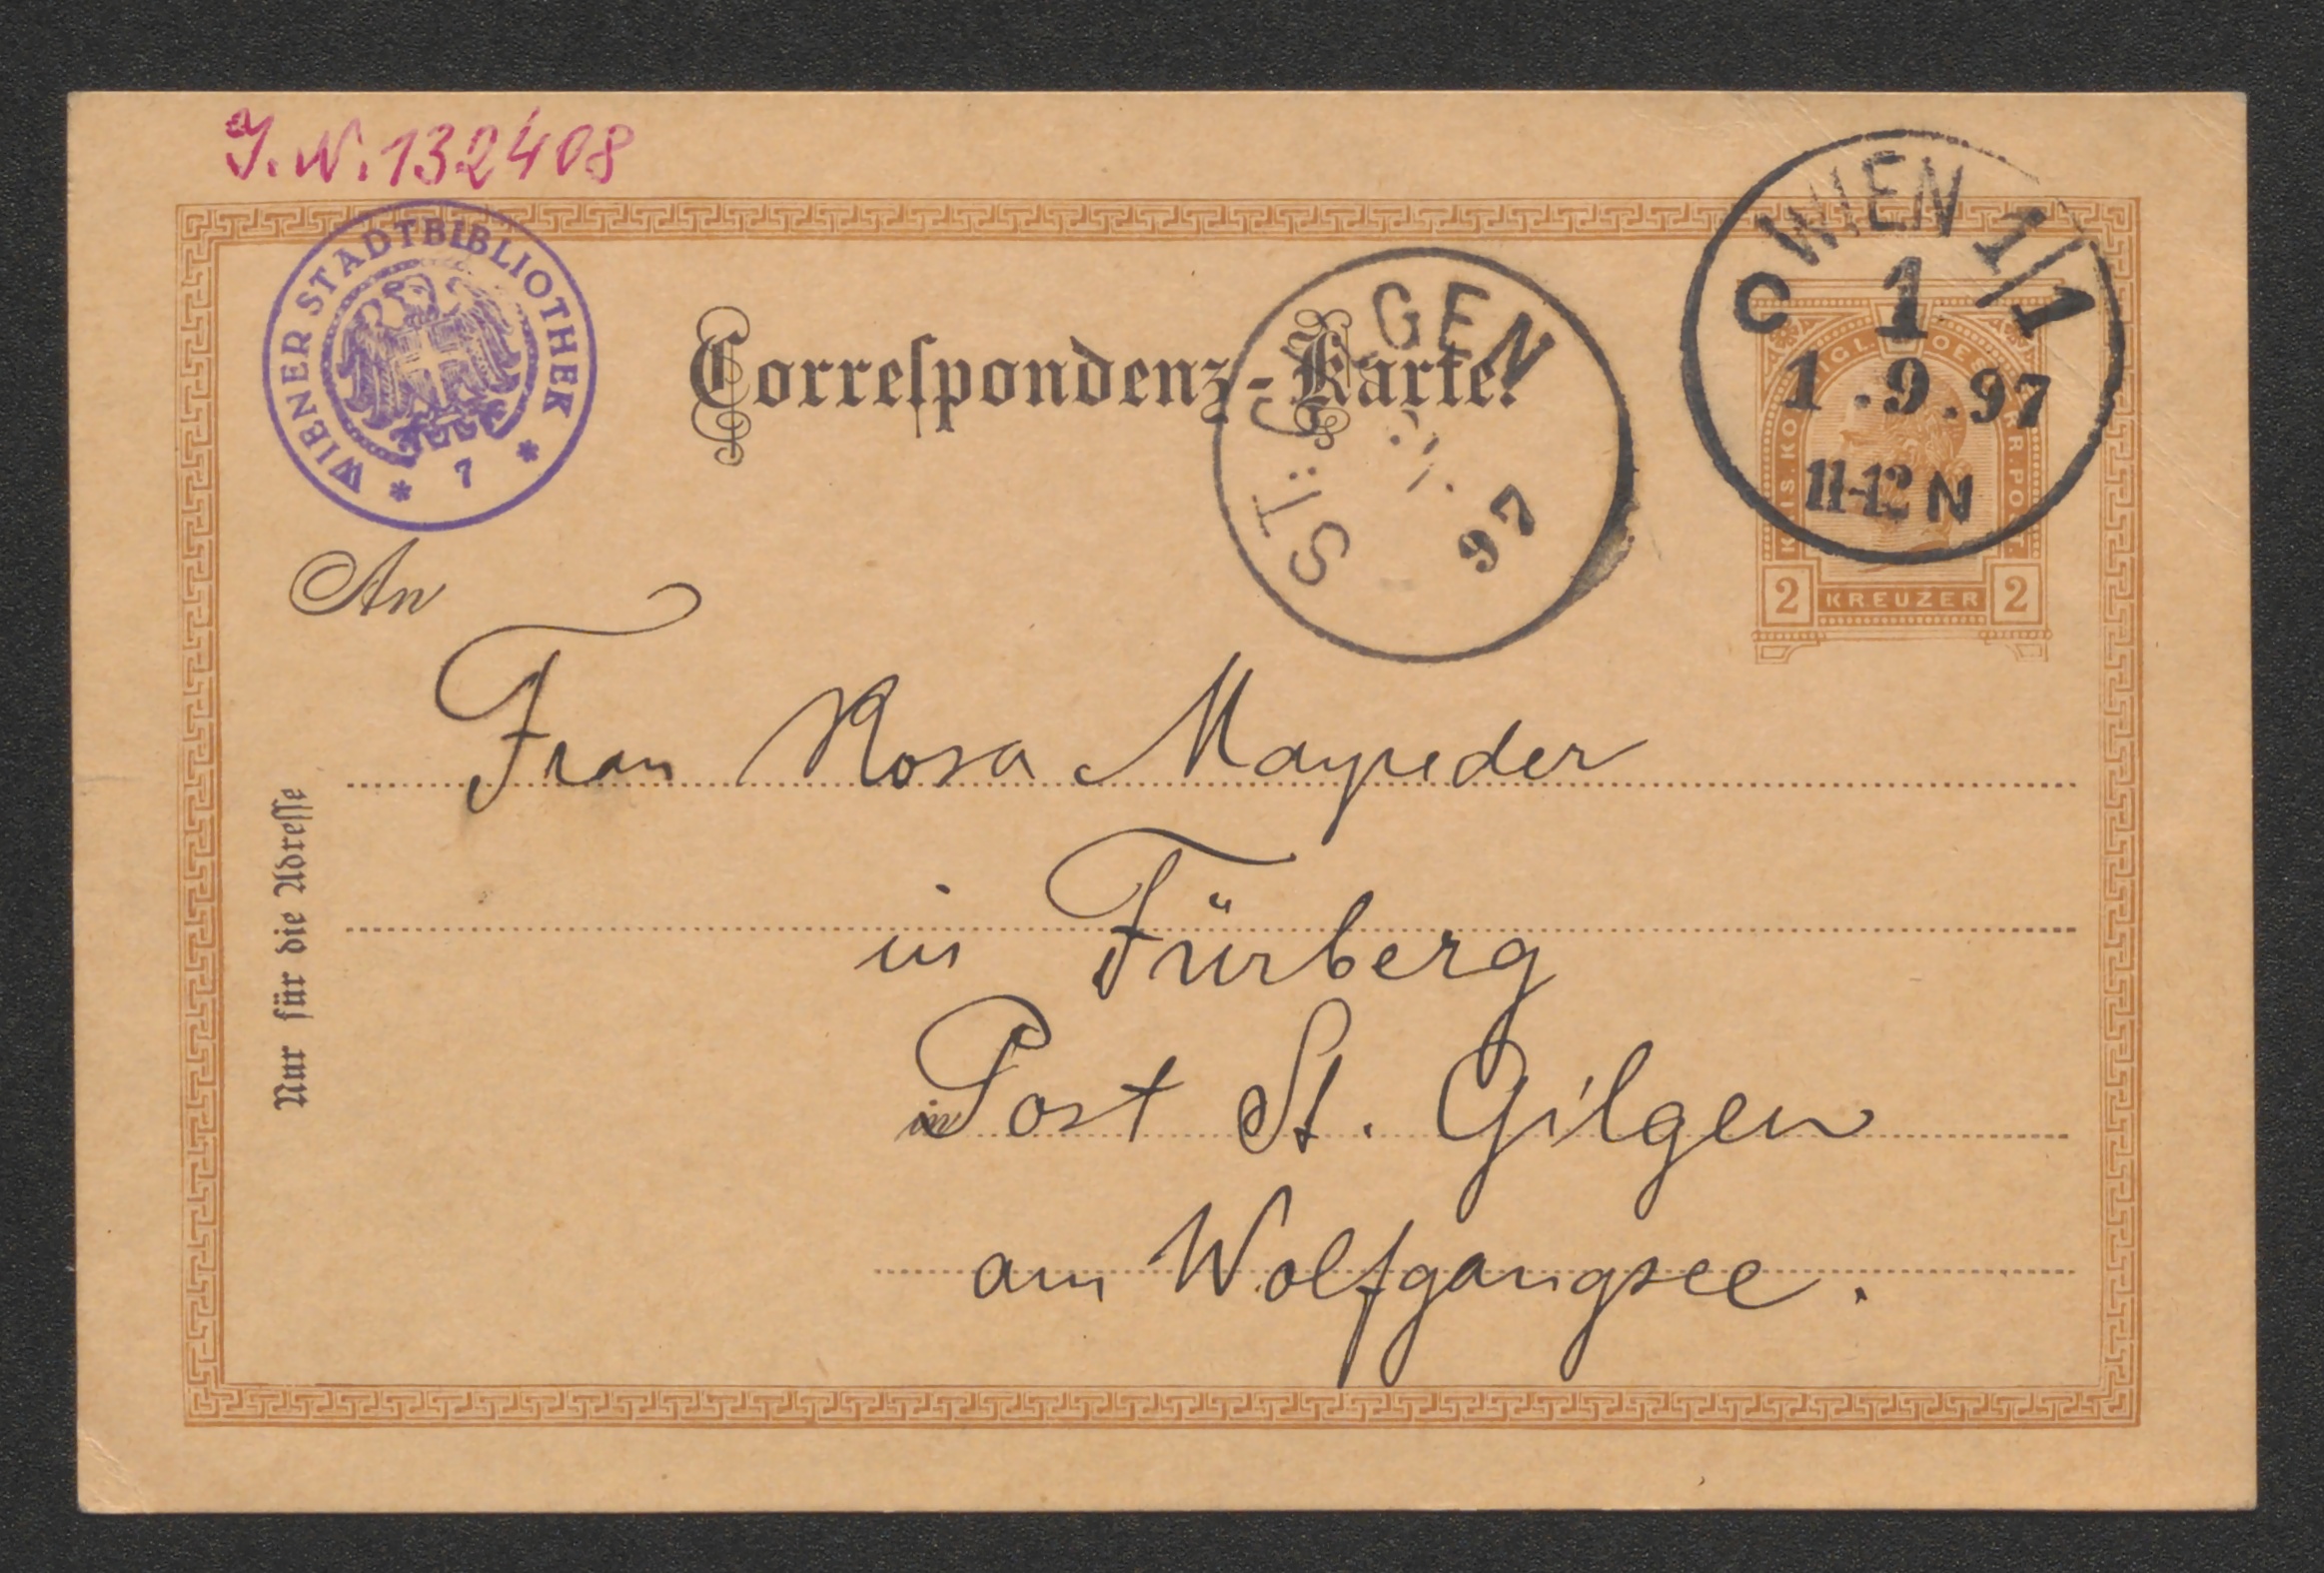 J. N. 132408
WIENER STADTBIBLIOTHEK
* 7 *
Correſpondenz-Karte.
ST: GILGEN
97
WIEN 1/1
C 1
1.9.97
11-12 N
2 KREUZER 2
An
Frau Rosa Mayreder
in Fürberg
in Post St. Gilgen
am Wolfgangsee.
Nur für die Adreſſe